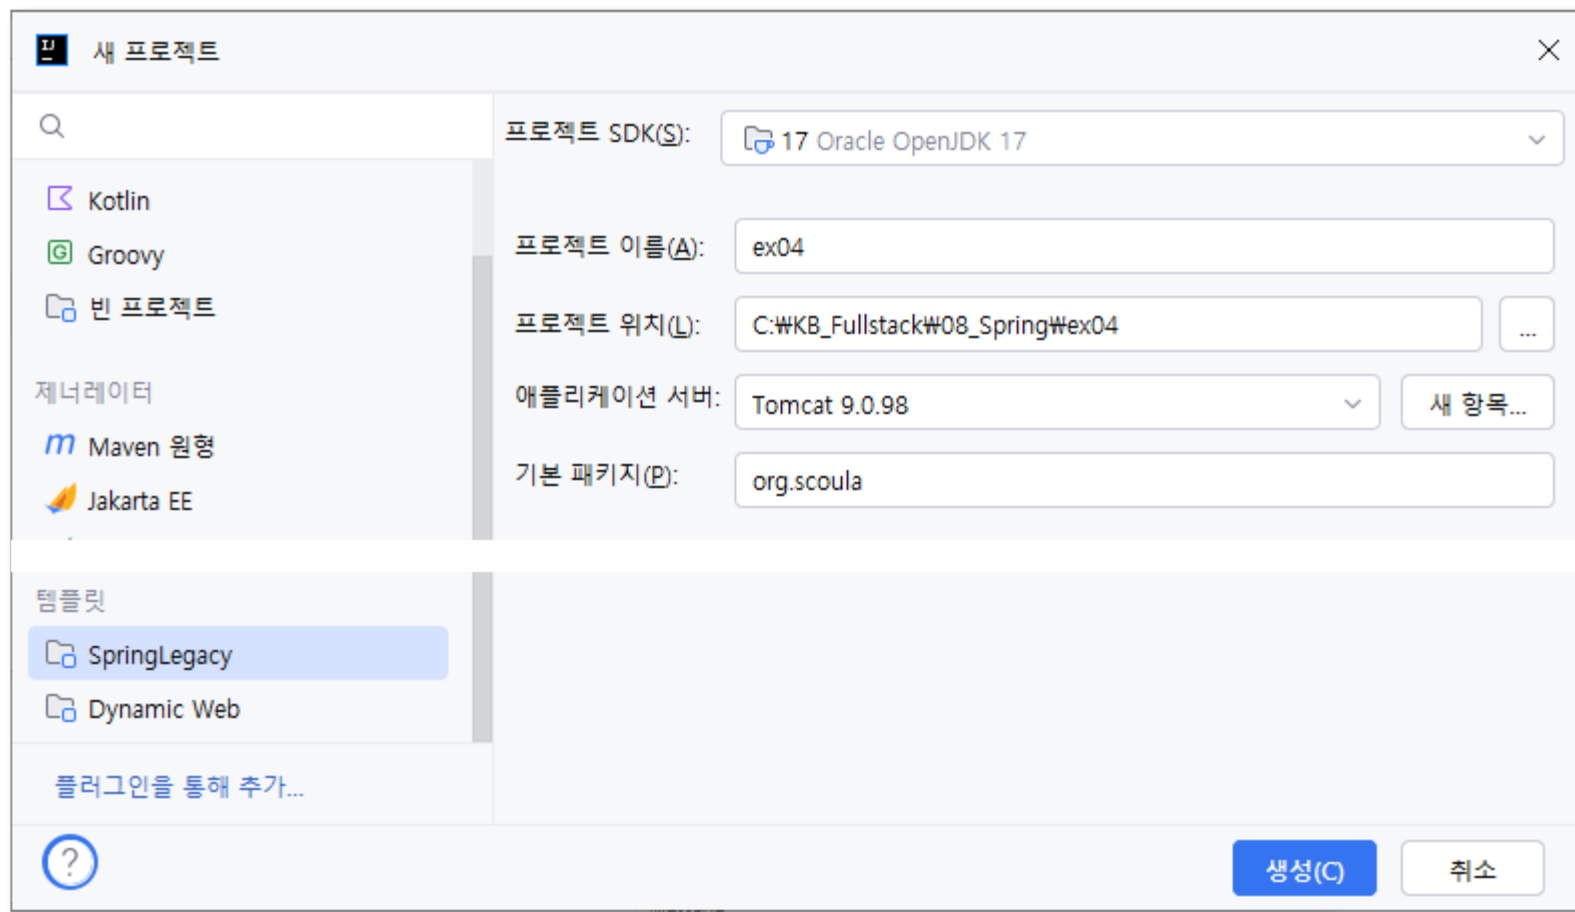 새 프로젝트
프로젝트 SDK(S): 17 Oracle OpenJDK 17
Kotlin
Groovy
빈 프로젝트
제너레이터
Maven 원형
Jakarta EE
템플릿
SpringLegacy
Dynamic Web
플러그인을 통해 추가...
프로젝트 이름(A): ex04
프로젝트 위치(L): C:₩KB_Fullstack₩08_Spring₩ex04 ...
애플리케이션 서버: Tomcat 9.0.98 새 항목...
기본 패키지(P): org.scoula
? 생성(C) 취소